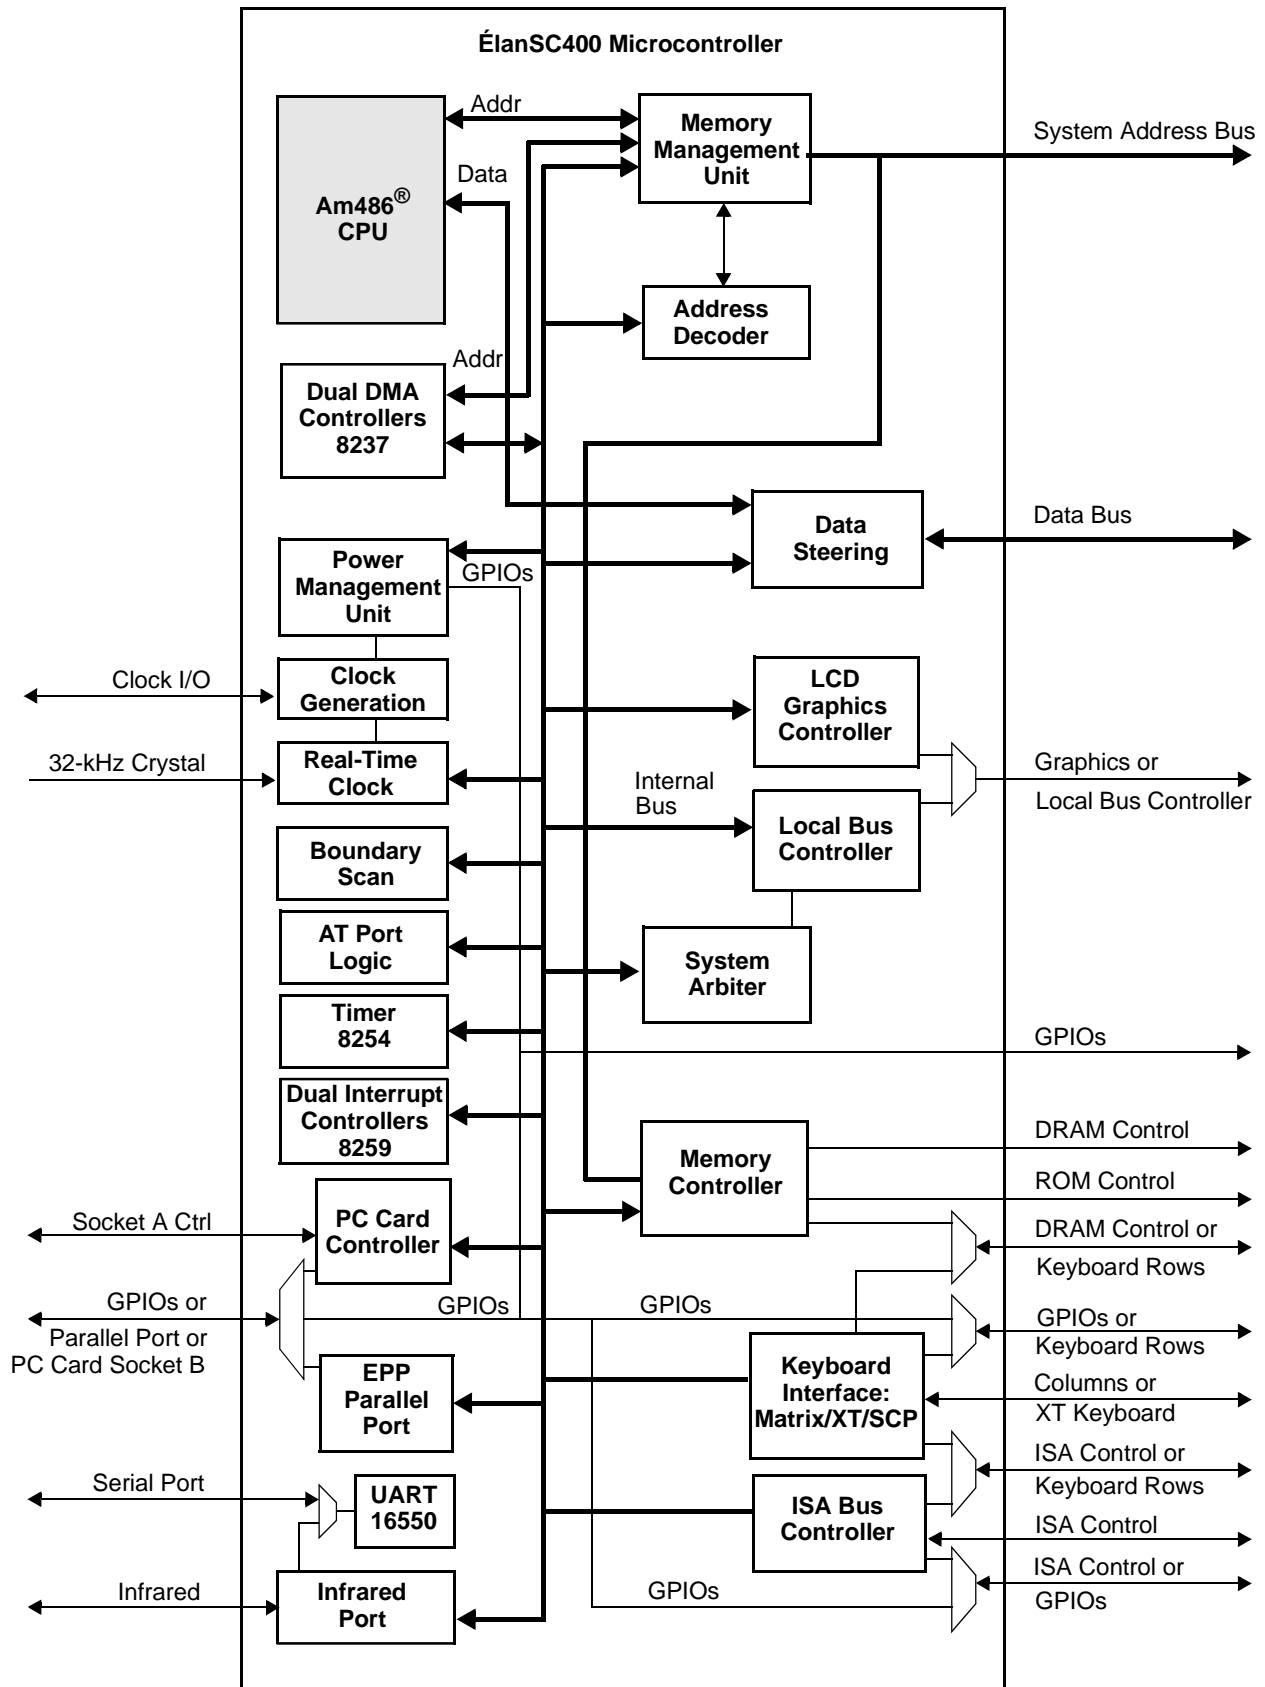 ÉlanSC400 Microcontroller
Addr
Memory
Management
Unit
System Address Bus
Data
Am486®
CPU
Address
Decoder
Addr
Dual DMA
Controllers
8237
Data
Steering
Data Bus
Power
Management
Unit
GPIOs
Clock I/O
Clock
Generation
LCD
Graphics
Controller
32-kHz Crystal
Real-Time
Clock
Internal
Bus
Graphics or
Local Bus Controller
Local Bus
Controller
Boundary
Scan
AT Port
Logic
System
Arbiter
Timer
8254
GPIOs
Dual Interrupt
Controllers
8259
Memory
Controller
DRAM Control
ROM Control
Socket A Ctrl
PC Card
Controller
DRAM Control or
Keyboard Rows
GPIOs or
Parallel Port or
PC Card Socket B
GPIOs
GPIOs
GPIOs or
Keyboard Rows
EPP
Parallel
Port
Keyboard
Interface:
Matrix/XT/SCP
Columns or
XT Keyboard
ISA Control or
Keyboard Rows
Serial Port
UART
16550
ISA Bus
Controller
ISA Control
Infrared
Infrared
Port
GPIOs
ISA Control or
GPIOs